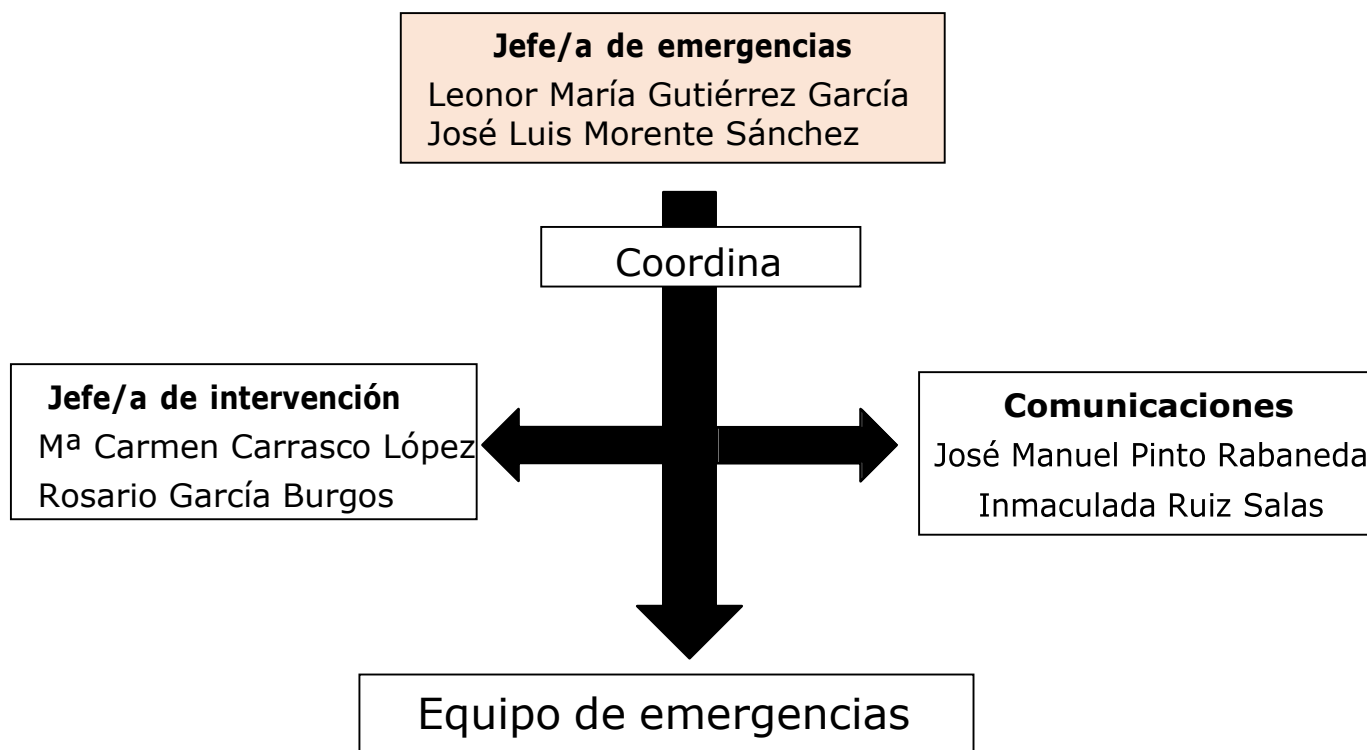 Jefe/a de emergencias
Leonor María Gutiérrez García
José Luis Morente Sánchez
Coordina
Jefe/a de intervención
Mª Carmen Carrasco López
Rosario García Burgos
Comunicaciones
José Manuel Pinto Rabaneda
Inmaculada Ruiz Salas
Equipo de emergencias